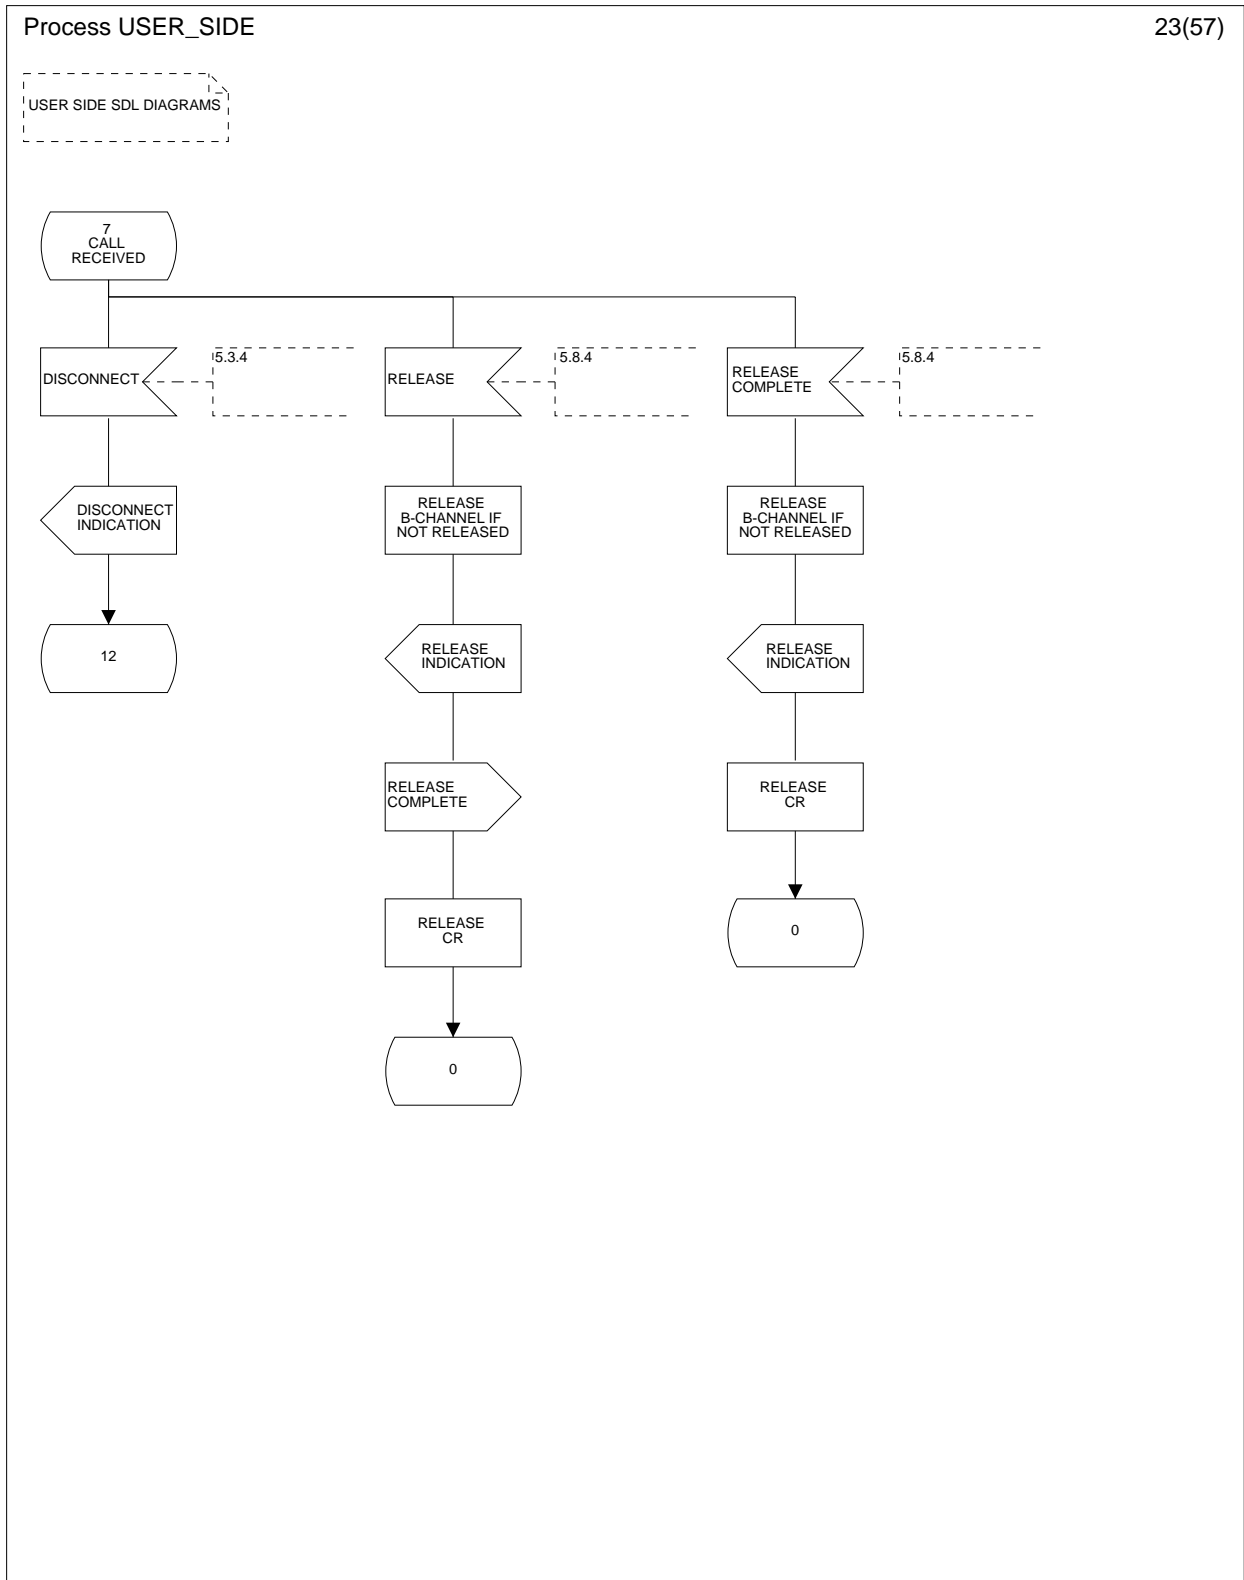 Process USER_SIDE
23(57)
USER SIDE SDL DIAGRAMS
7
CALL
RECEIVED
DISCONNECT
5.3.4
RELEASE
5.8.4
RELEASE
COMPLETE
5.8.4
DISCONNECT
INDICATION
RELEASE
B-CHANNEL IF
NOT RELEASED
RELEASE
B-CHANNEL IF
NOT RELEASED
12
RELEASE
INDICATION
RELEASE
INDICATION
RELEASE
COMPLETE
RELEASE
CR
RELEASE
CR
0
0